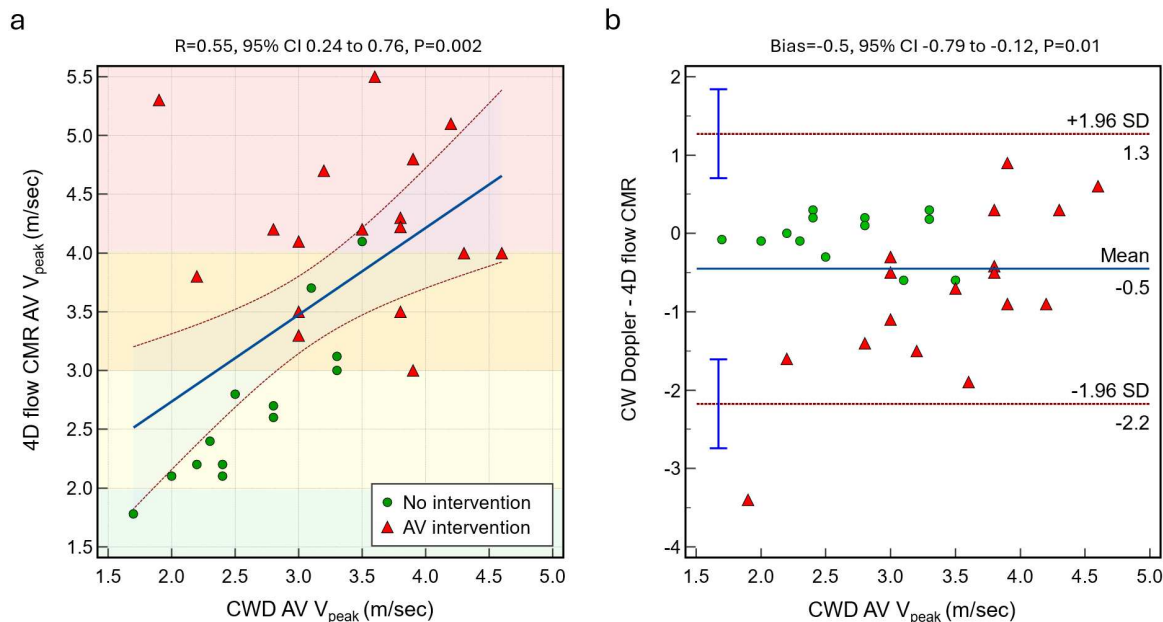 a
R=0.55, 95% CI 0.24 to 0.76, P=0.002
4D flow CMR AV Vpeak (m/sec)
5.5
5.0
4.5
4.0
3.5
3.0
2.5
2.0
1.5
No intervention
AV intervention
1.5 2.0 2.5 3.0 3.5 4.0 4.5 5.0
CWD AV Vpeak (m/sec)
b
Bias=-0.5, 95% CI -0.79 to -0.12, P=0.01
CW Doppler - 4D flow CMR
2
1
0
-1
-2
-3
-4
+1.96 SD
1.3
Mean
-0.5
-1.96 SD
-2.2
1.5 2.0 2.5 3.0 3.5 4.0 4.5 5.0
CWD AV Vpeak (m/sec)